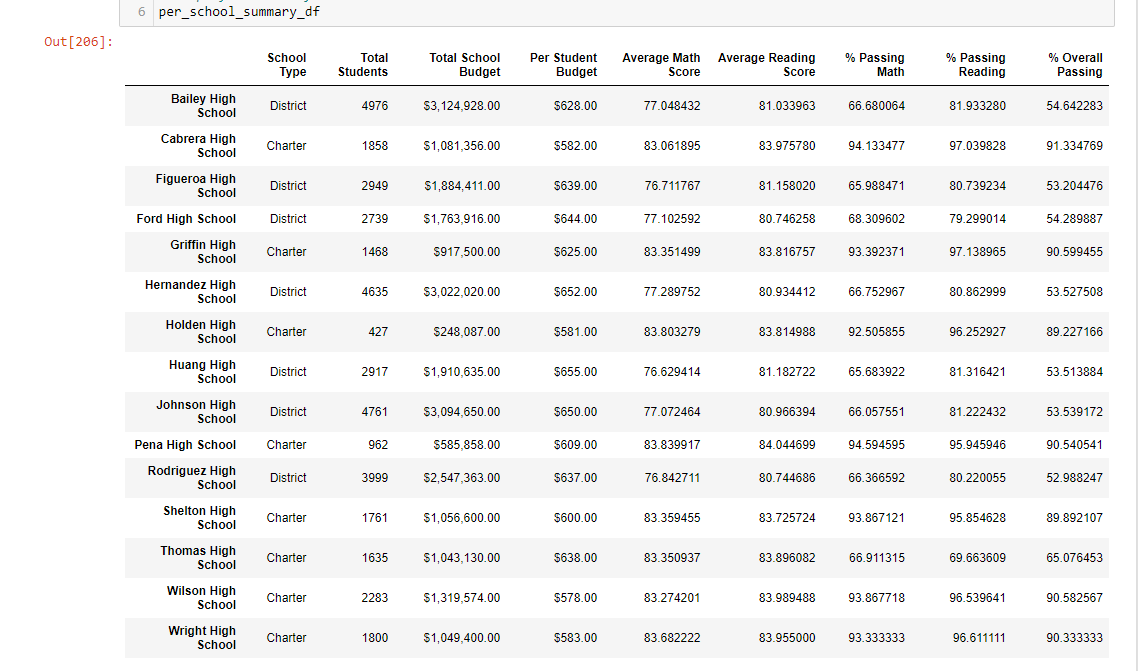 6 per_school_summary_df
Out[206]:
School Type Total Students Total School Budget Per Student Budget Average Math Score Average Reading Score % Passing Math % Passing Reading % Overall Passing
Bailey High School District 4976 $3,124,928.00 $628.00 77.048432 81.033963 66.680064 81.933280 54.642283
Cabrera High School Charter 1858 $1,081,356.00 $582.00 83.061895 83.975780 94.133477 97.039828 91.334769
Figueroa High School District 2949 $1,884,411.00 $639.00 76.711767 81.158020 65.988471 80.739234 53.204476
Ford High School District 2739 $1,763,916.00 $644.00 77.102592 80.746258 68.309602 79.299014 54.289887
Griffin High School Charter 1468 $917,500.00 $625.00 83.351499 83.816757 93.392371 97.138965 90.599455
Hernandez High School District 4635 $3,022,020.00 $652.00 77.289752 80.934412 66.752967 80.862999 53.527508
Holden High School Charter 427 $248,087.00 $581.00 83.803279 83.814988 92.505855 96.252927 89.227166
Huang High School District 2917 $1,910,635.00 $655.00 76.629414 81.182722 65.683922 81.316421 53.513884
Johnson High School District 4761 $3,094,650.00 $650.00 77.072464 80.966394 66.057551 81.222432 53.539172
Pena High School Charter 962 $585,858.00 $609.00 83.839917 84.044699 94.594595 95.945946 90.540541
Rodriguez High School District 3999 $2,547,363.00 $637.00 76.842711 80.744686 66.366592 80.220055 52.988247
Shelton High School Charter 1761 $1,056,600.00 $600.00 83.359455 83.725724 93.867121 95.854628 89.892107
Thomas High School Charter 1635 $1,043,130.00 $638.00 83.350937 83.896082 66.911315 69.663609 65.076453
Wilson High School Charter 2283 $1,319,574.00 $578.00 83.274201 83.989488 93.867718 96.539641 90.582567
Wright High School Charter 1800 $1,049,400.00 $583.00 83.682222 83.955000 93.333333 96.611111 90.333333